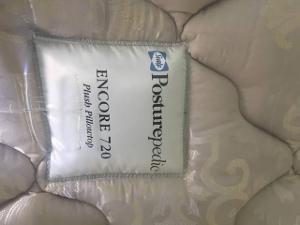 Sealy
Posturepedic
ENCORE 720
Plush Pillowtop